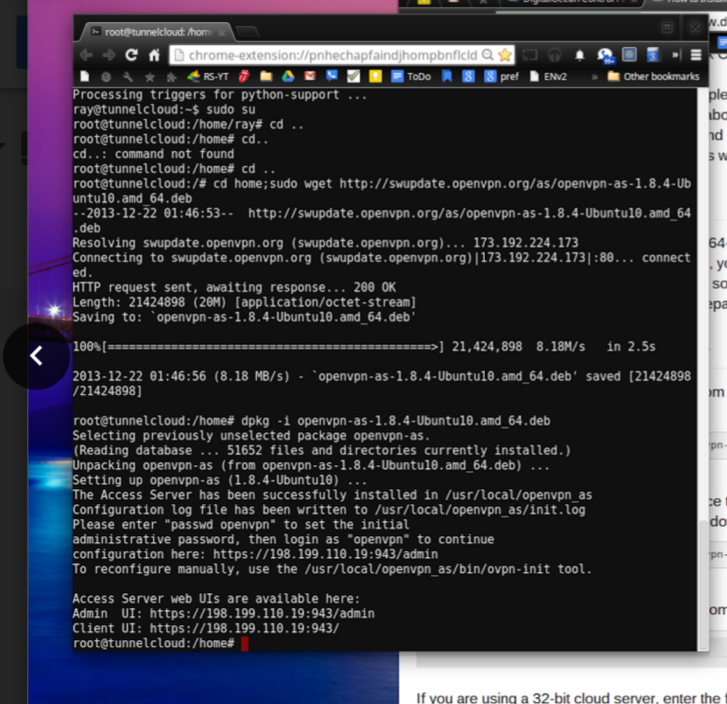 DigitalOcean Control
How to Instal
root@tunnelcloud: /hom
w.d
chrome-extension://pnhechapfaindjhompbnflcld
99+
RS-YT
ToDo
pref
ENv2
»
Other bookmarks
Processing triggers for python-support ...
ray@tunnelcloud:~$ sudo su
root@tunnelcloud:/home/ray# cd ..
root@tunnelcloud:/home# cd..
cd..: command not found
root@tunnelcloud:/home# cd ..
root@tunnelcloud:/# cd home;sudo wget http://swupdate.openvpn.org/as/openvpn-as-1.8.4-Ub
untu10.amd_64.deb
--2013-12-22 01:46:53--  http://swupdate.openvpn.org/as/openvpn-as-1.8.4-Ubuntu10.amd_64
.deb
Resolving swupdate.openvpn.org (swupdate.openvpn.org)... 173.192.224.173
Connecting to swupdate.openvpn.org (swupdate.openvpn.org)|173.192.224.173|:80... connect
ed.
HTTP request sent, awaiting response... 200 OK
Length: 21424898 (20M) [application/octet-stream]
Saving to: `openvpn-as-1.8.4-Ubuntu10.amd_64.deb'
100%[==============================================>] 21,424,898  8.18M/s   in 2.5s
2013-12-22 01:46:56 (8.18 MB/s) - `openvpn-as-1.8.4-Ubuntu10.amd_64.deb' saved [21424898
/21424898]
root@tunnelcloud:/home# dpkg -i openvpn-as-1.8.4-Ubuntu10.amd_64.deb
Selecting previously unselected package openvpn-as.
(Reading database ... 51652 files and directories currently installed.)
Unpacking openvpn-as (from openvpn-as-1.8.4-Ubuntu10.amd_64.deb) ...
Setting up openvpn-as (1.8.4-Ubuntu10) ...
The Access Server has been successfully installed in /usr/local/openvpn_as
Configuration log file has been written to /usr/local/openvpn_as/init.log
Please enter "passwd openvpn" to set the initial
administrative password, then login as "openvpn" to continue
configuration here: https://198.199.110.19:943/admin
To reconfigure manually, use the /usr/local/openvpn_as/bin/ovpn-init tool.
Access Server web UIs are available here:
Admin  UI: https://198.199.110.19:943/admin
Client UI: https://198.199.110.19:943/
root@tunnelcloud:/home#
If you are using a 32-bit cloud server, enter the f